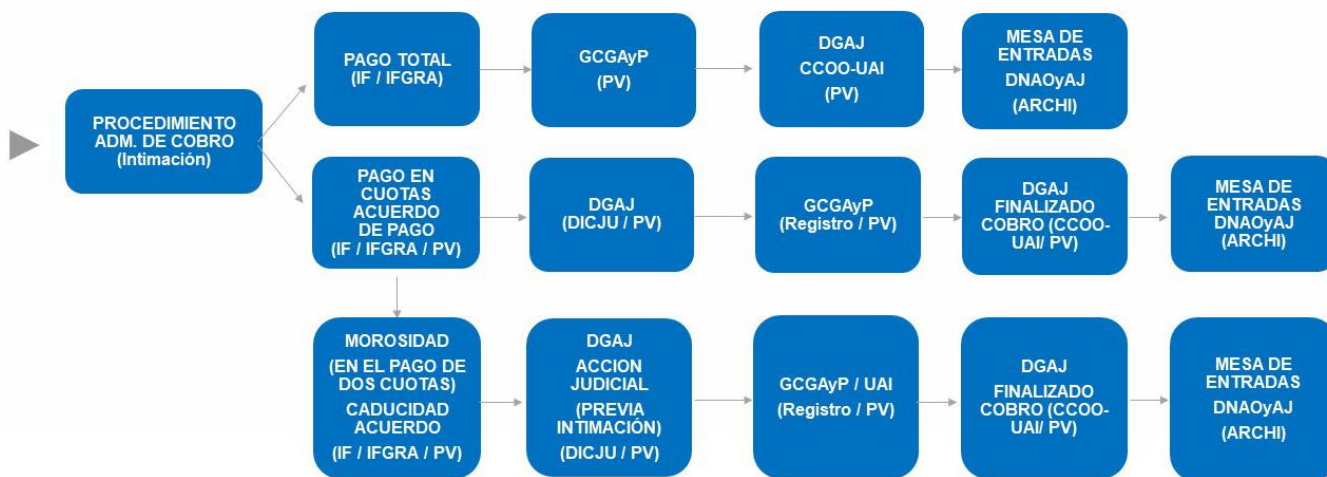 PROCEDIMIENTO
ADM. DE COBRO
(Intimación)
PAGO TOTAL
(IF / IFGRA)
GCGAyP
(PV)
DGAJ
CCOO-UAI
(PV)
MESA DE
ENTRADAS
DNAOyAJ
(ARCHI)
PAGO EN
CUOTAS
ACUERDO
DE PAGO
(IF / IFGRA / PV)
DGAJ
(DICJU / PV)
GCGAyP
(Registro / PV)
DGAJ
FINALIZADO
COBRO (CCOO-
UAI/ PV)
MESA DE
ENTRADAS
DNAOyAJ
(ARCHI)
MOROSIDAD
(EN EL PAGO DE
DOS CUOTAS)
CADUCIDAD
ACUERDO
(IF / IFGRA / PV)
DGAJ
ACCION
JUDICIAL
(PREVIA
INTIMACIÓN)
(DICJU / PV)
GCGAyP / UAI
(Registro / PV)
DGAJ
FINALIZADO
COBRO (CCOO-
UAI/ PV)
MESA DE
ENTRADAS
DNAOyAJ
(ARCHI)